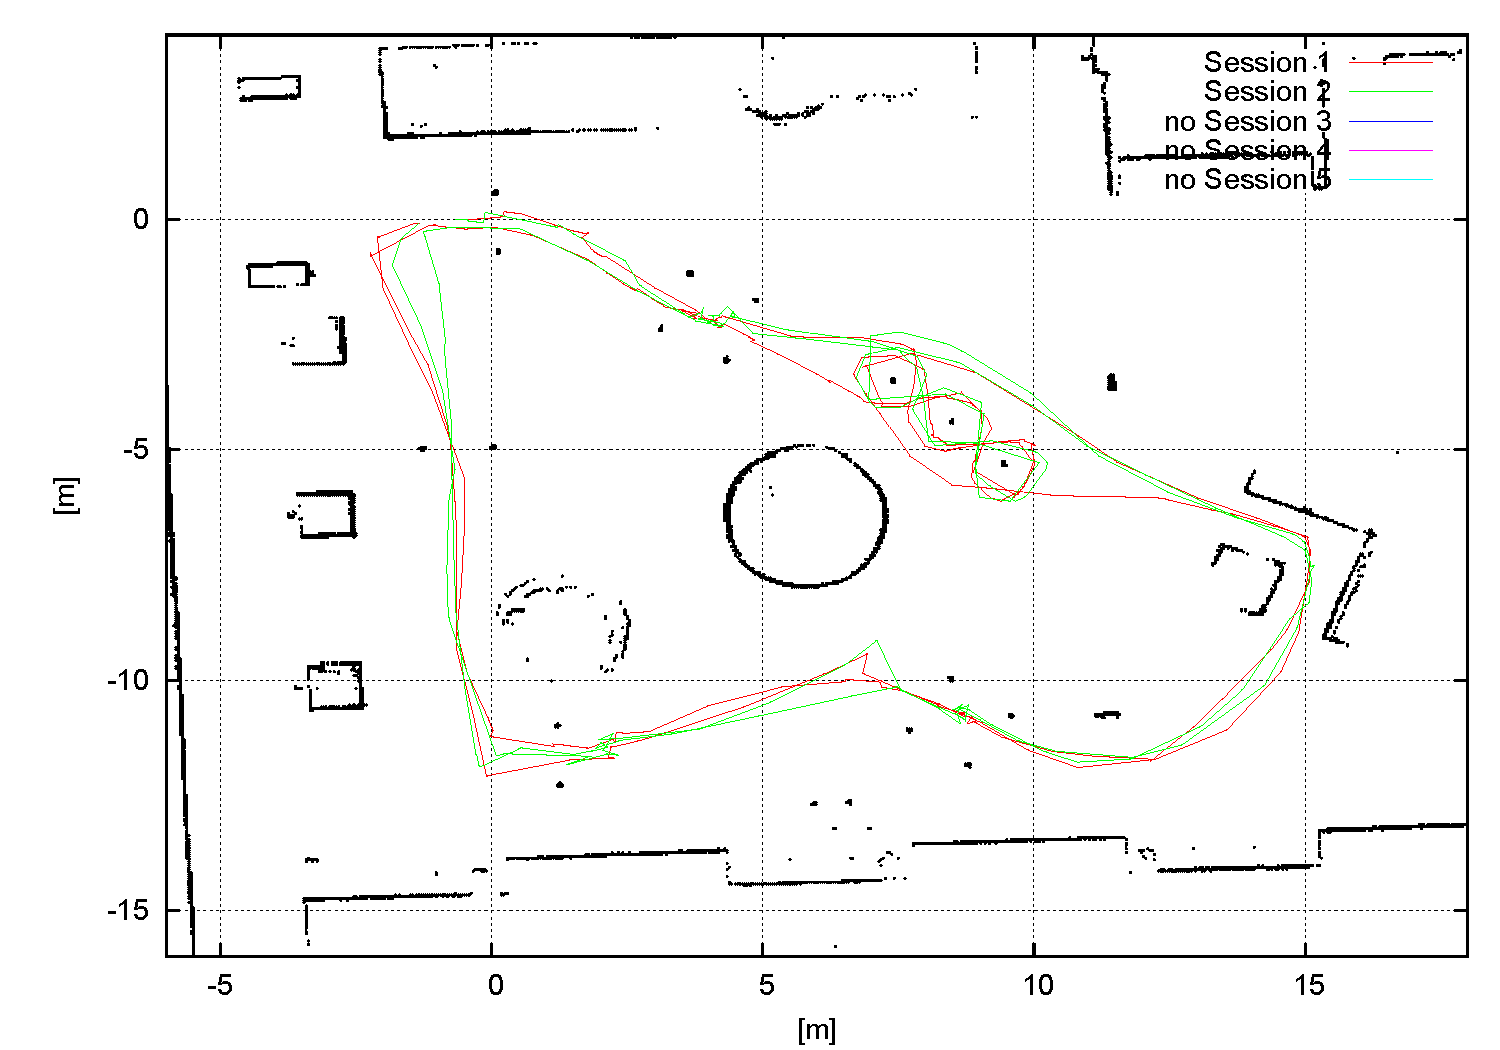 Session 1
Session 2
no Session 3
no Session 4
no Session 5
0
-5
-10
-15
[m]
-5
0
5
10
15
[m]